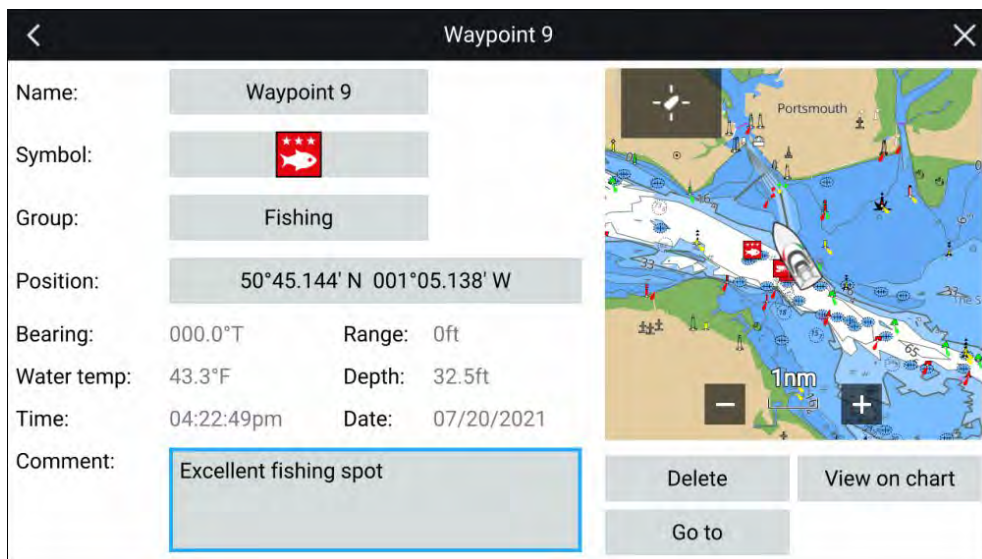 Waypoint 9
Name: Waypoint 9
Symbol:
Group: Fishing
Position: 50°45.144' N 001°05.138' W
Bearing: 000.0°T Range: 0ft
Water temp: 43.3°F Depth: 32.5ft
Time: 04:22:49pm Date: 07/20/2021
Comment: Excellent fishing spot
Portsmouth
33
65
1nm
Delete
View on chart
Go to